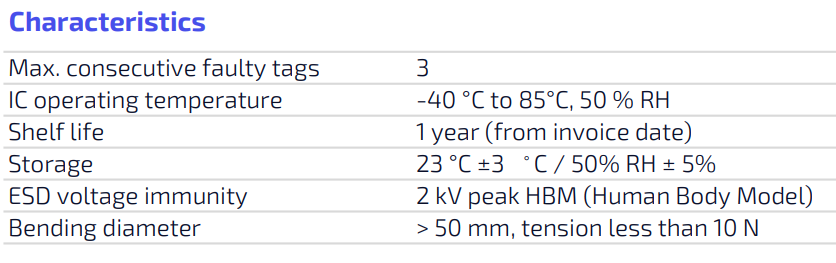 Characteristics
Max. consecutive faulty tags 3
IC operating temperature -40 °C to 85°C, 50 % RH
Shelf life 1 year (from invoice date)
Storage 23 °C ±3 °C / 50% RH ± 5%
ESD voltage immunity 2 kV peak HBM (Human Body Model)
Bending diameter > 50 mm, tension less than 10 N